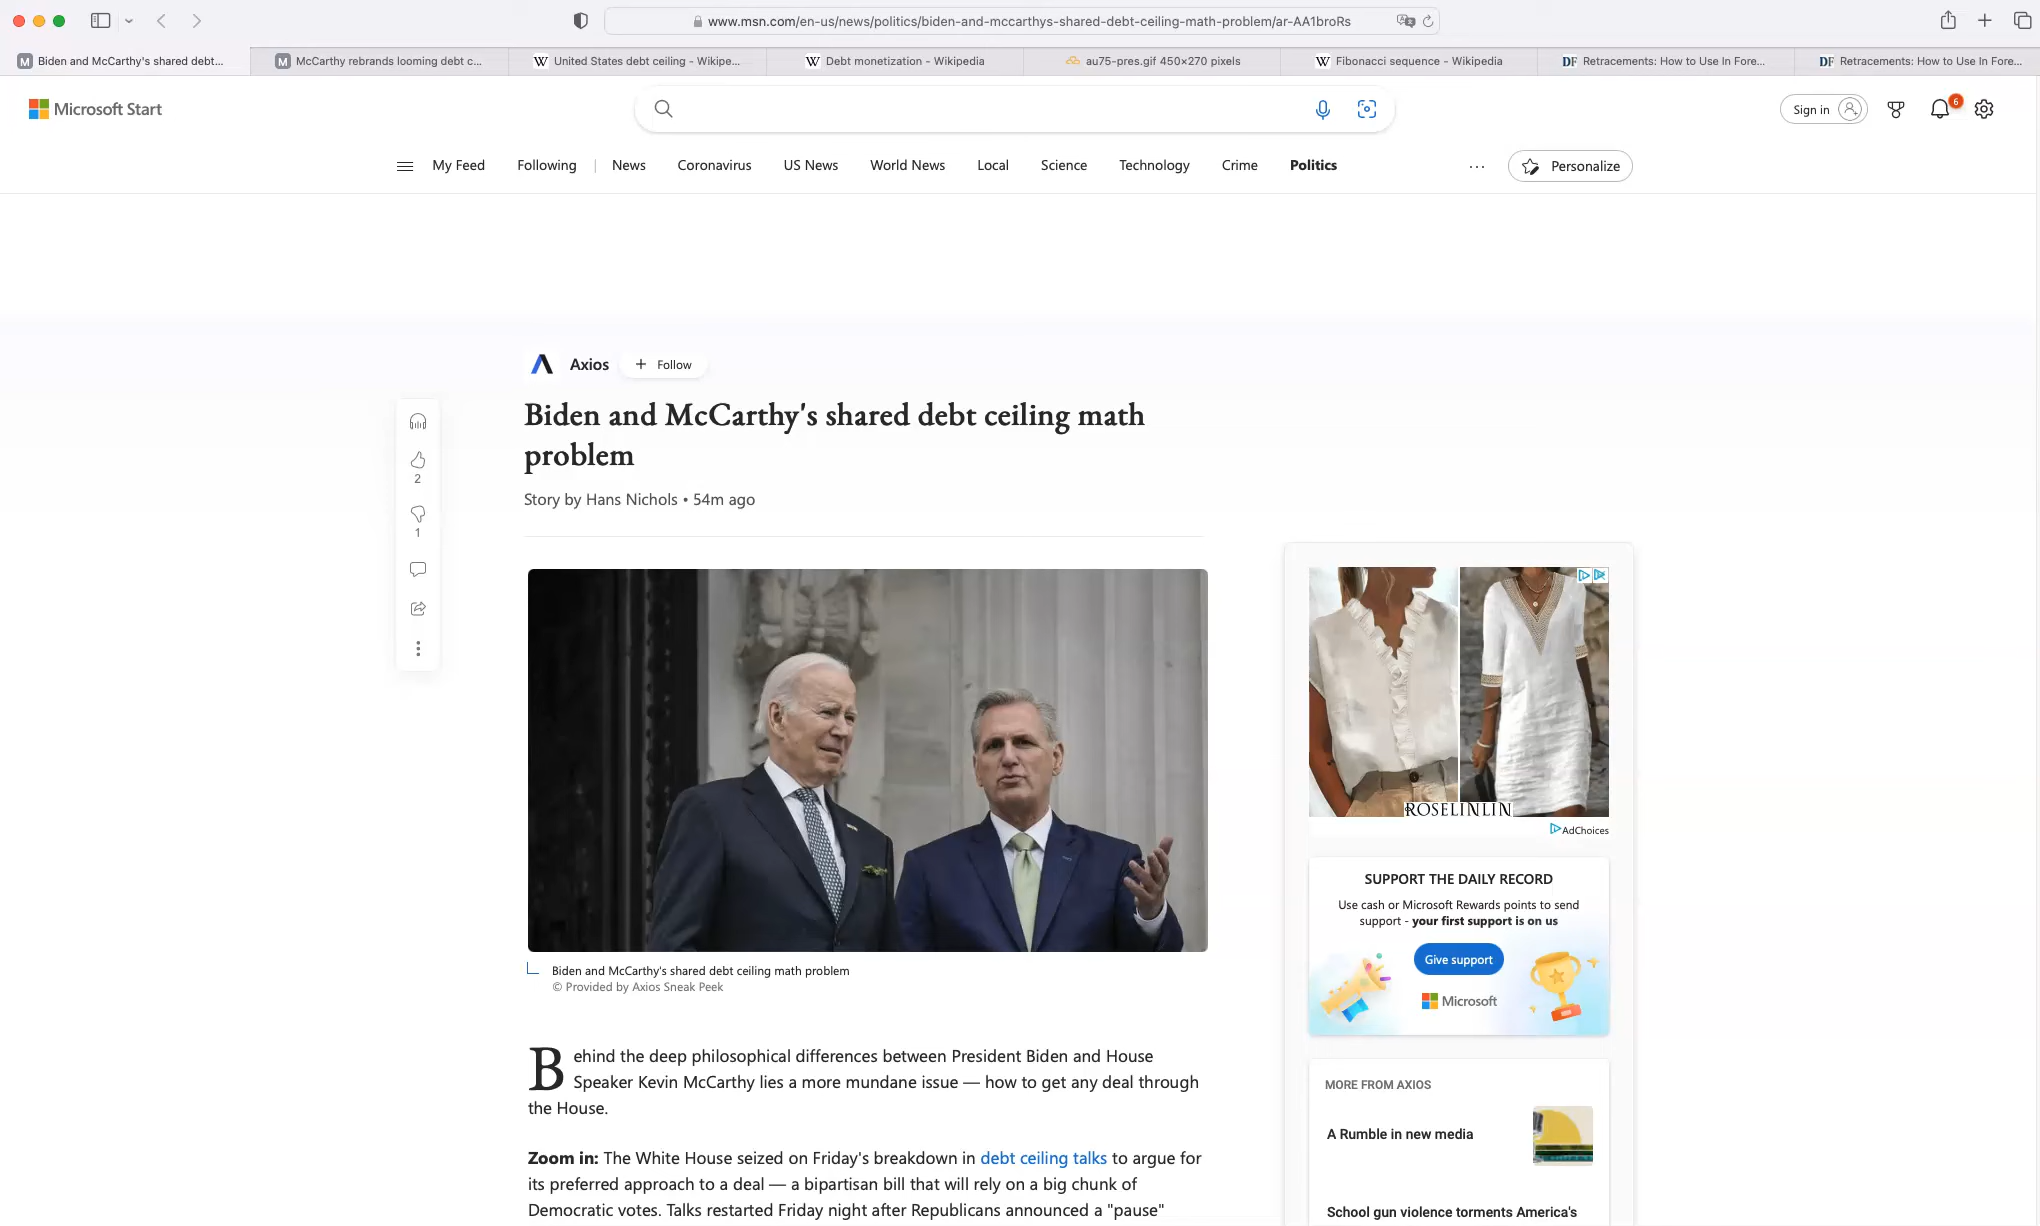 www.msn.com/en-us/news/politics/biden-and-mccarthys-shared-debt-ceiling-math-problem/ar-AA1broRs
M Biden and McCarthy's shared debt...
M McCarthy rebrands looming debt c...
W United States debt ceiling - Wikipe...
W Debt monetization - Wikipedia
au75-pres.gif 450×270 pixels
W Fibonacci sequence - Wikipedia
DF Retracements: How to Use In Fore...
DF Retracements: How to Use In Fore...
Microsoft Start
Sign in
6
My Feed
Following
News
Coronavirus
US News
World News
Local
Science
Technology
Crime
Politics
...
Personalize
Axios
+ Follow
Biden and McCarthy's shared debt ceiling math
problem
Story by Hans Nichols • 54m ago
2
1
ROSELINLIN
AdChoices
Biden and McCarthy's shared debt ceiling math problem
© Provided by Axios Sneak Peek
Behind the deep philosophical differences between President Biden and House
Speaker Kevin McCarthy lies a more mundane issue — how to get any deal through
the House.
Zoom in: The White House seized on Friday's breakdown in debt ceiling talks to argue for
its preferred approach to a deal — a bipartisan bill that will rely on a big chunk of
Democratic votes. Talks restarted Friday night after Republicans announced a "pause"
SUPPORT THE DAILY RECORD
Use cash or Microsoft Rewards points to send
support - your first support is on us
Give support
Microsoft
MORE FROM AXIOS
A Rumble in new media
School gun violence torments America's